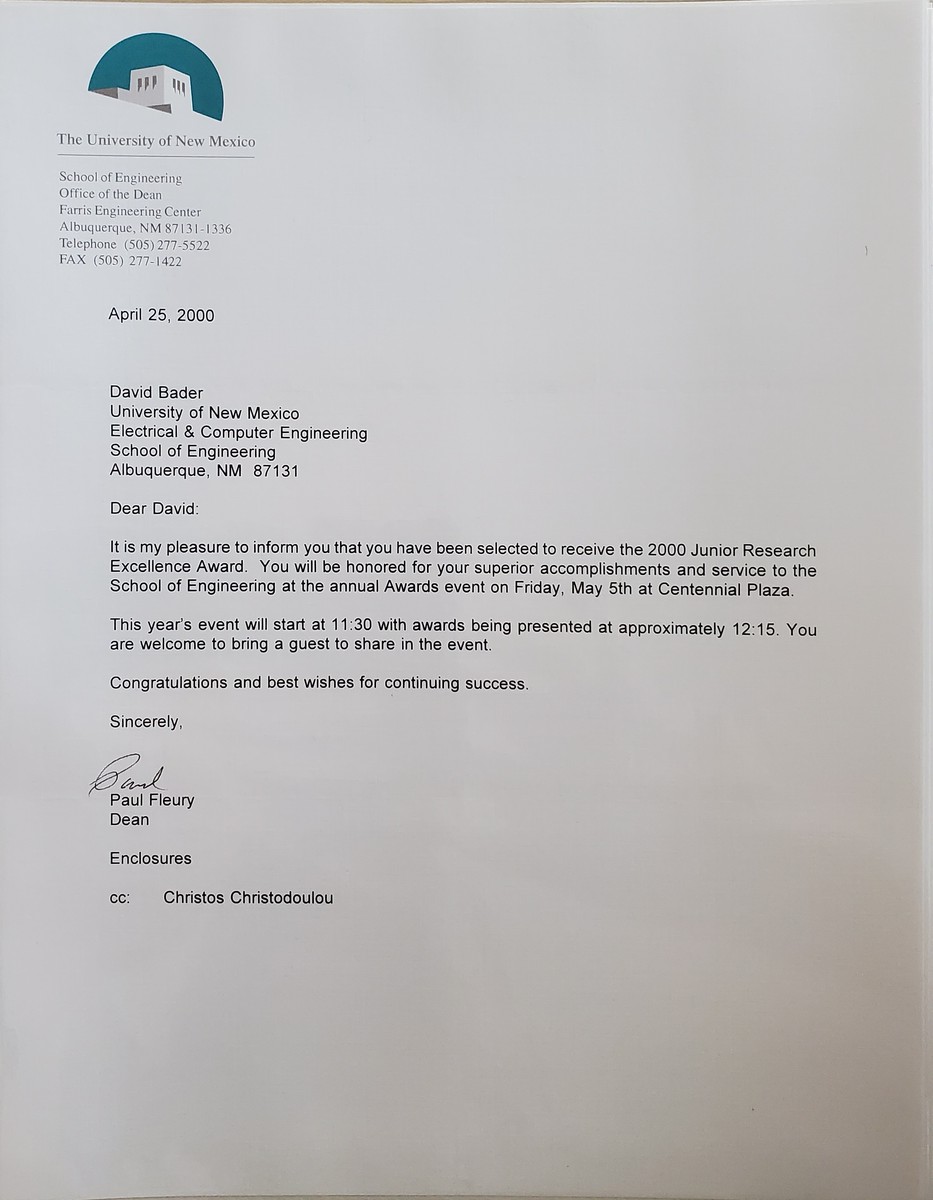 The University of New Mexico
School of Engineering
Office of the Dean
Farris Engineering Center
Albuquerque, NM 87131-1336
Telephone (505) 277-5522
FAX (505) 277-1422
April 25, 2000
David Bader
University of New Mexico
Electrical & Computer Engineering
School of Engineering
Albuquerque, NM 87131
Dear David:
It is my pleasure to inform you that you have been selected to receive the 2000 Junior Research
Excellence Award. You will be honored for your superior accomplishments and service to the
School of Engineering at the annual Awards event on Friday, May 5th at Centennial Plaza.
This year's event will start at 11:30 with awards being presented at approximately 12:15. You
are welcome to bring a guest to share in the event.
Congratulations and best wishes for continuing success.
Sincerely,
Paul
Paul Fleury
Dean
Enclosures
cc: Christos Christodoulou